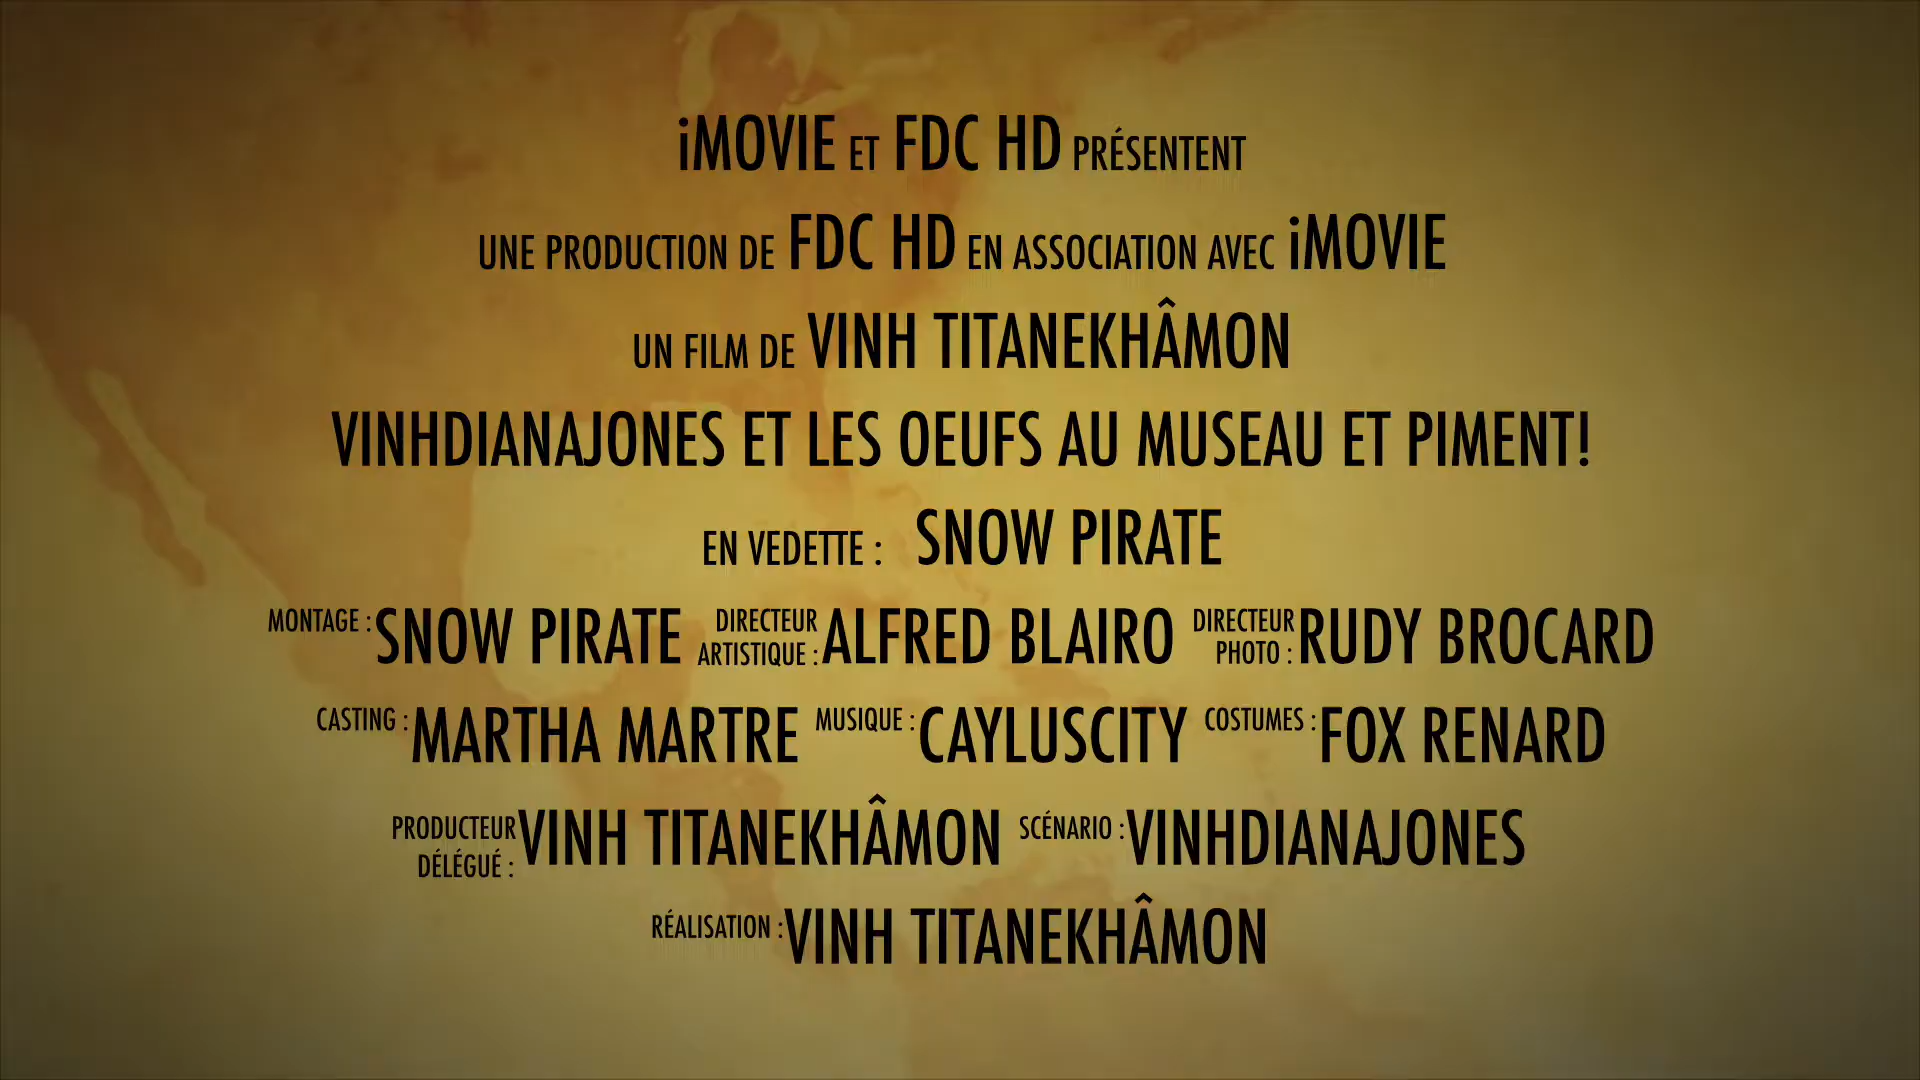 iMOVIE ET FDC HD PRÉSENTENT
UNE PRODUCTION DE FDC HD EN ASSOCIATION AVEC iMOVIE
UN FILM DE VINH TITANEKHÂMON
VINHDIANAJONES ET LES OEUFS AU MUSEAU ET PIMENT!
EN VEDETTE : SNOW PIRATE
MONTAGE : SNOW PIRATE DIRECTEUR ARTISTIQUE : ALFRED BLAIRO DIRECTEUR PHOTO : RUDY BROCARD
CASTING : MARTHA MARTRE MUSIQUE : CAYLUSCITY COSTUMES : FOX RENARD
PRODUCTEUR DÉLÉGUÉ : VINH TITANEKHÂMON SCÉNARIO : VINHDIANAJONES
RÉALISATION : VINH TITANEKHÂMON